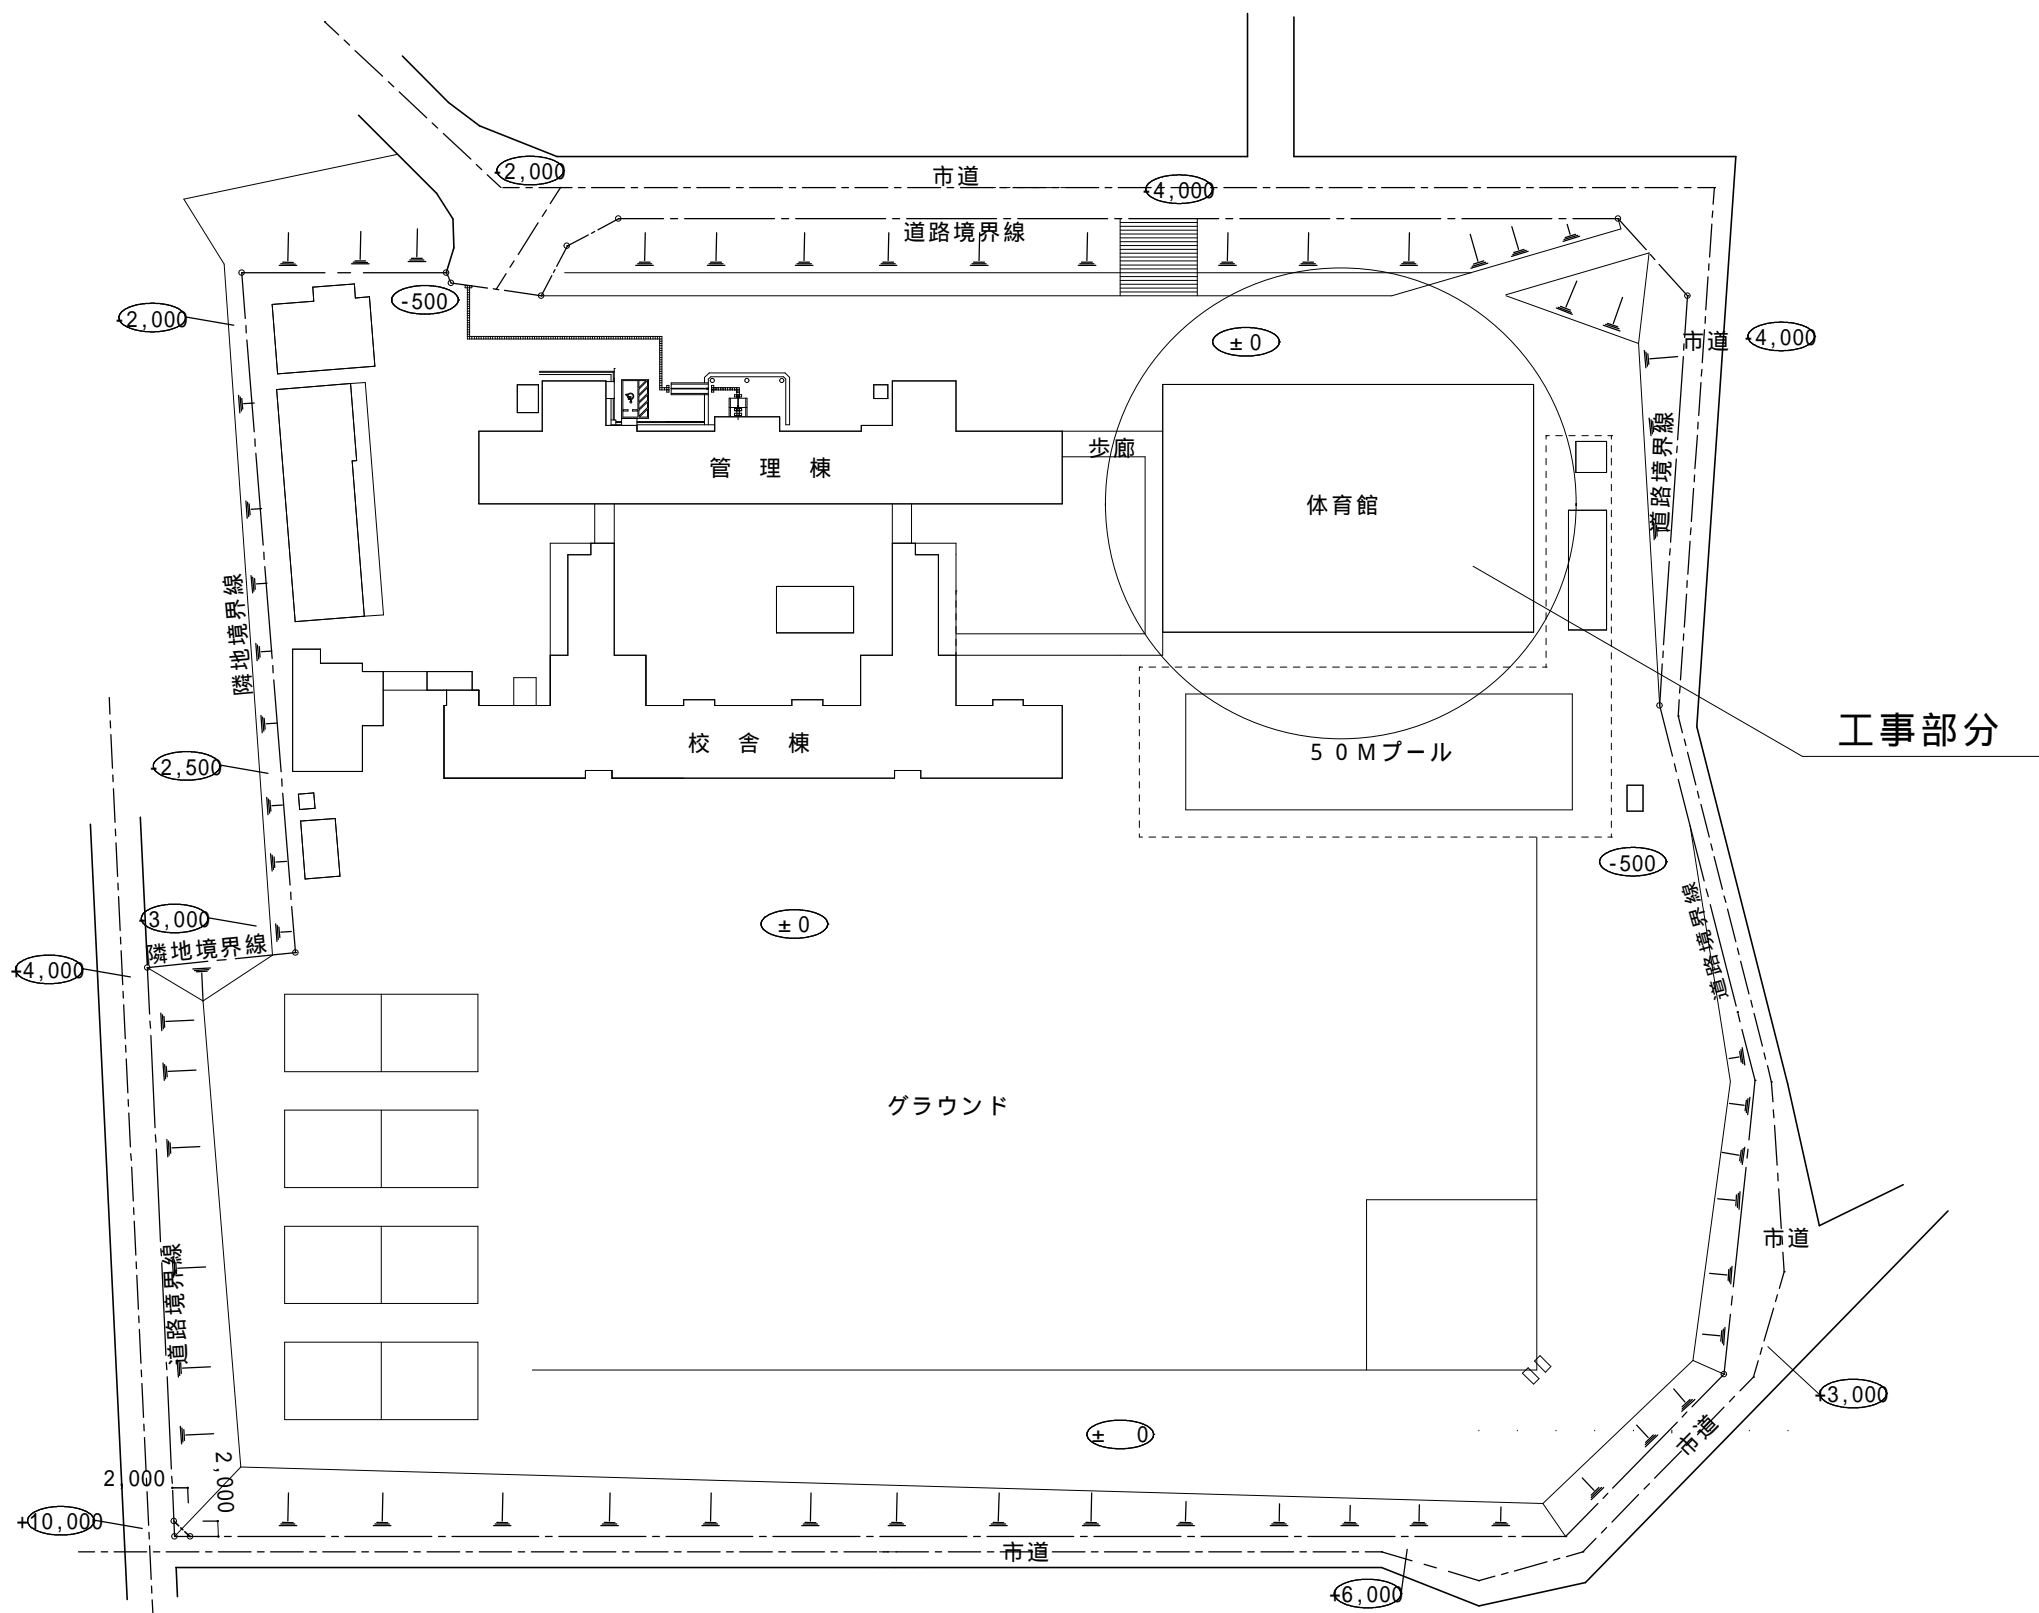 -2,000
市道
-4,000
道路境界線
-500
-2,000
±0
市道
-4,000
歩廊
管 理 棟
体育館
道路境界線
隣地境界線
工事部分
校 舎 棟
５０Mプール
-2,500
-500
-3,000
±0
隣地境界線
+4,000
道路境界線
グラウンド
市道
道路境界線
+3,000
市道
± 0
2,000
2,000
+10,000
市道
+6,000